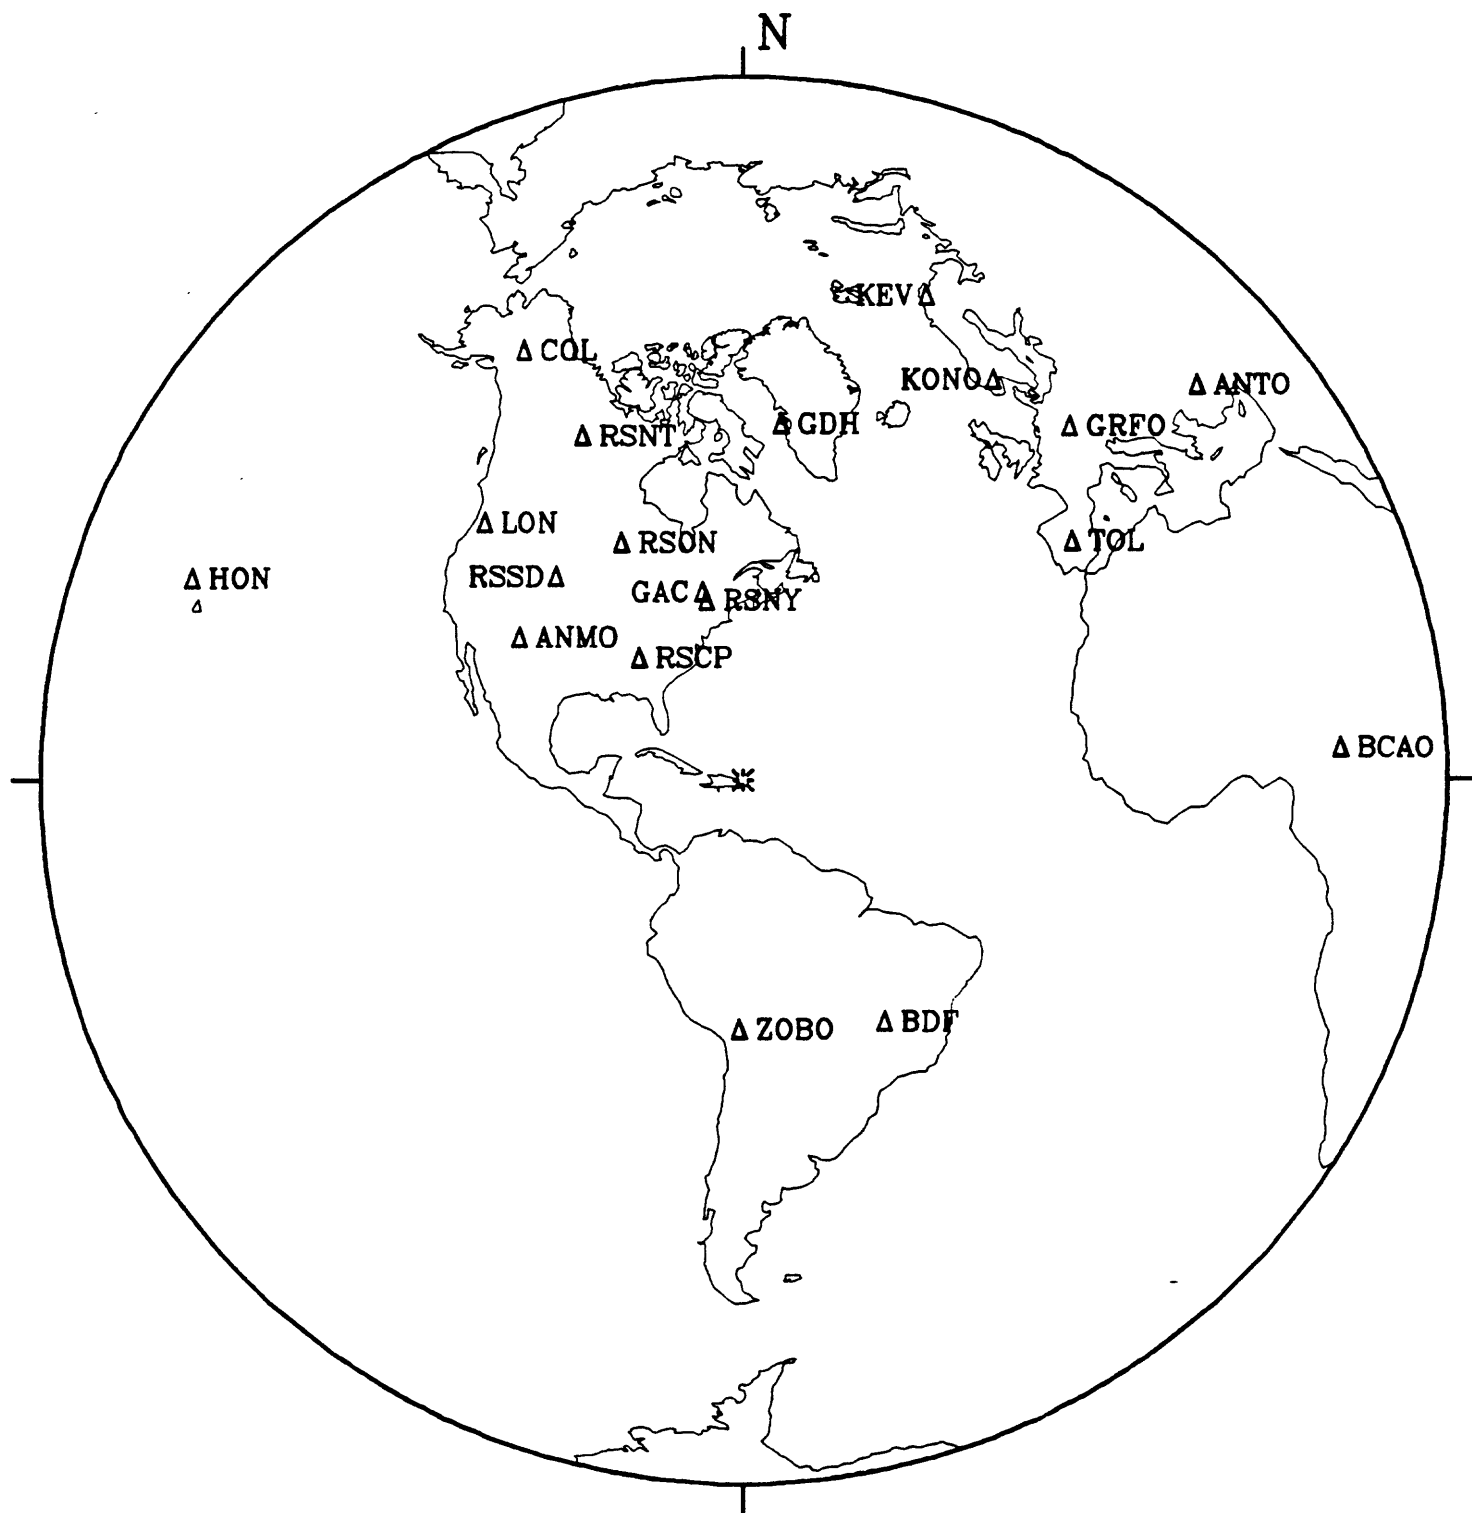 N
KEV
COL
KONO
ANTO
GDH
GRFO
RSNT
LON
RSON
TOL
HON
RSSD
GAC
RSNY
ANMO
RSCP
BCAO
ZOBO
BDF